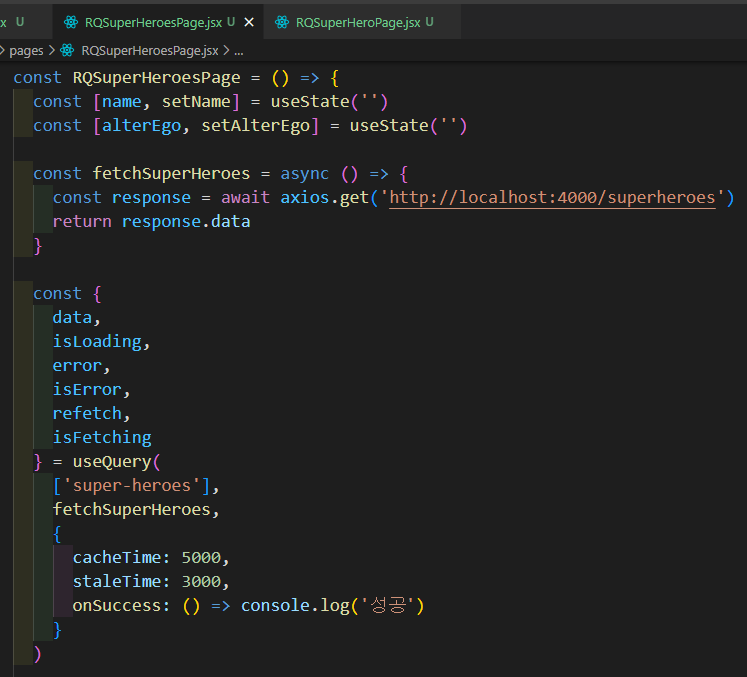 x U RQSuperHeroesPage.jsx U × RQSuperHeroPage.jsx U
> pages > RQSuperHeroesPage.jsx > ...
const RQSuperHeroesPage = () => {
  const [name, setName] = useState('')
  const [alterEgo, setAlterEgo] = useState('')
  const fetchSuperHeroes = async () => {
    const response = await axios.get('http://localhost:4000/superheroes')
    return response.data
  }
  const {
    data,
    isLoading,
    error,
    isError,
    refetch,
    isFetching
  } = useQuery(
    ['super-heroes'],
    fetchSuperHeroes,
    {
      cacheTime: 5000,
      staleTime: 3000,
      onSuccess: () => console.log('성공')
    }
  )